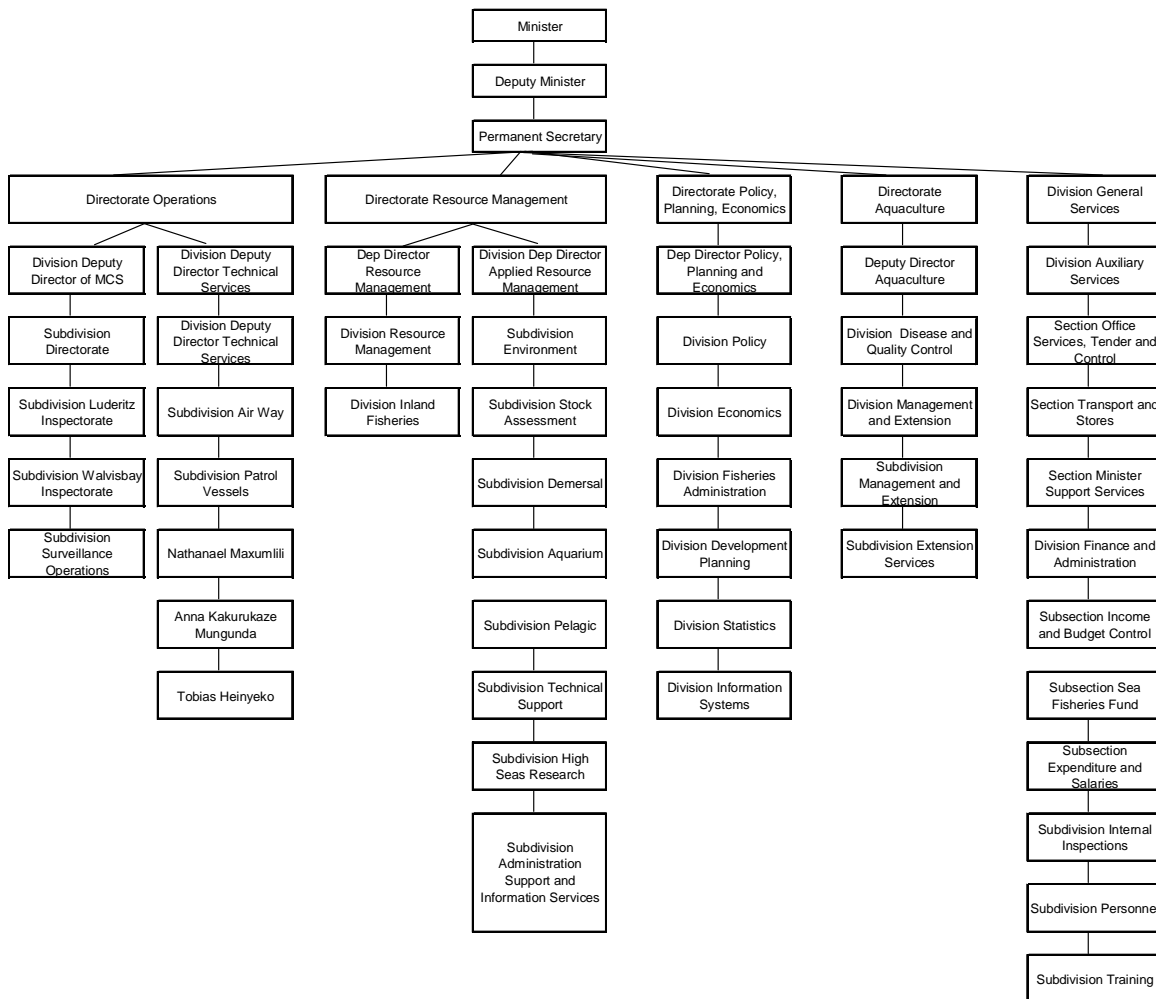 Minister
Deputy Minister
Permanent Secretary
Directorate Operations
Directorate Resource Management
Directorate Policy,
Planning, Economics
Directorate
Aquaculture
Division General
Services
Division Deputy
Director of MCS
Division Deputy
Director Technical
Services
Dep Director
Resource
Management
Division Dep Director
Applied Resource
Management
Dep Director Policy,
Planning and
Economics
Deputy Director
Aquaculture
Division Auxiliary
Services
Subdivision
Directorate
Division Deputy
Director Technical
Services
Division Resource
Management
Subdivision
Environment
Division Policy
Division Disease and
Quality Control
Section Office
Services, Tender and
Control
Subdivision Luderitz
Inspectorate
Subdivision Air Way
Division Inland
Fisheries
Subdivision Stock
Assessment
Division Economics
Division Management
and Extension
Section Transport and
Stores
Subdivision Walvisbay
Inspectorate
Subdivision Patrol
Vessels
Subdivision Demersal
Division Fisheries
Administration
Subdivision
Management and
Extension
Section Minister
Support Services
Subdivision
Surveillance
Operations
Nathanael Maxumlili
Subdivision Aquarium
Division Development
Planning
Subdivision Extension
Services
Division Finance and
Administration
Anna Kakurukaze
Mungunda
Subdivision Pelagic
Division Statistics
Subsection Income
and Budget Control
Tobias Heinyeko
Subdivision Technical
Support
Division Information
Systems
Subsection Sea
Fisheries Fund
Subdivision High
Seas Research
Subsection
Expenditure and
Salaries
Subdivision
Administration
Support and
Information Services
Subdivision Internal
Inspections
Subdivision Personne
Subdivision Training